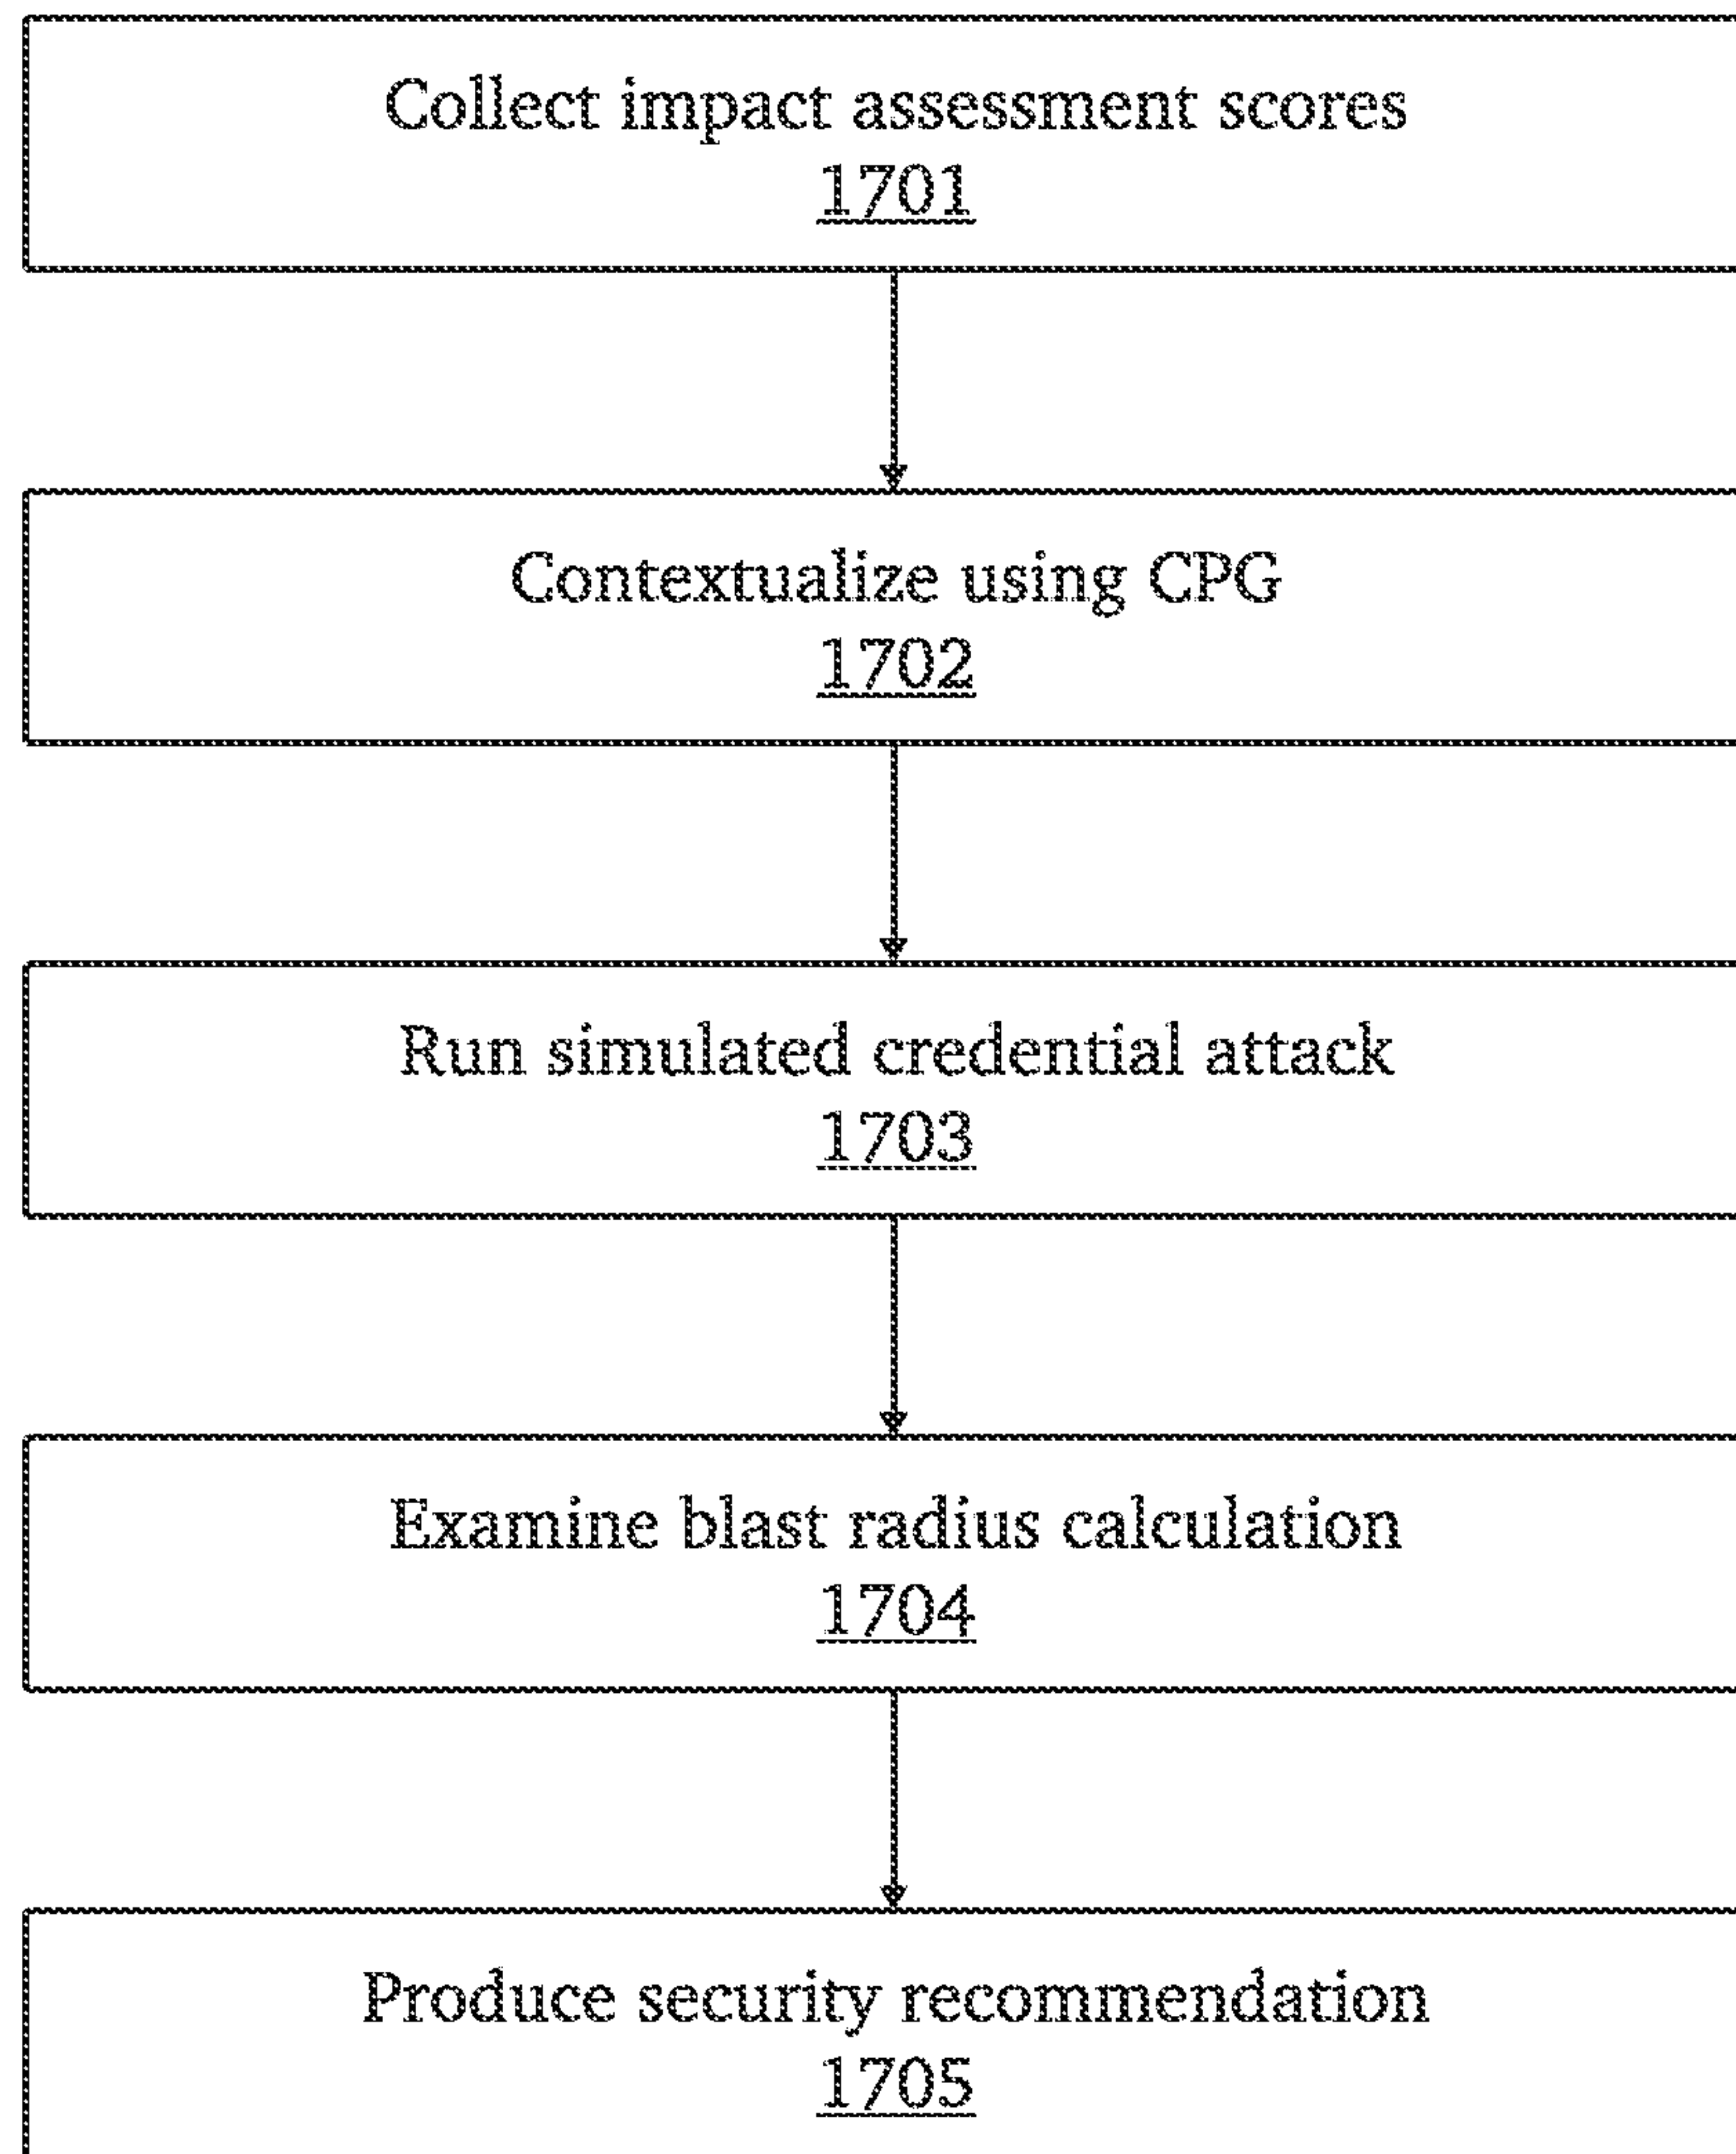 Collect impact assessment scores
1701
Contextualize using CPG
1702
Run simulated credential attack
1703
Examine blast radius calculation
1704
Produce security recommendation
1705